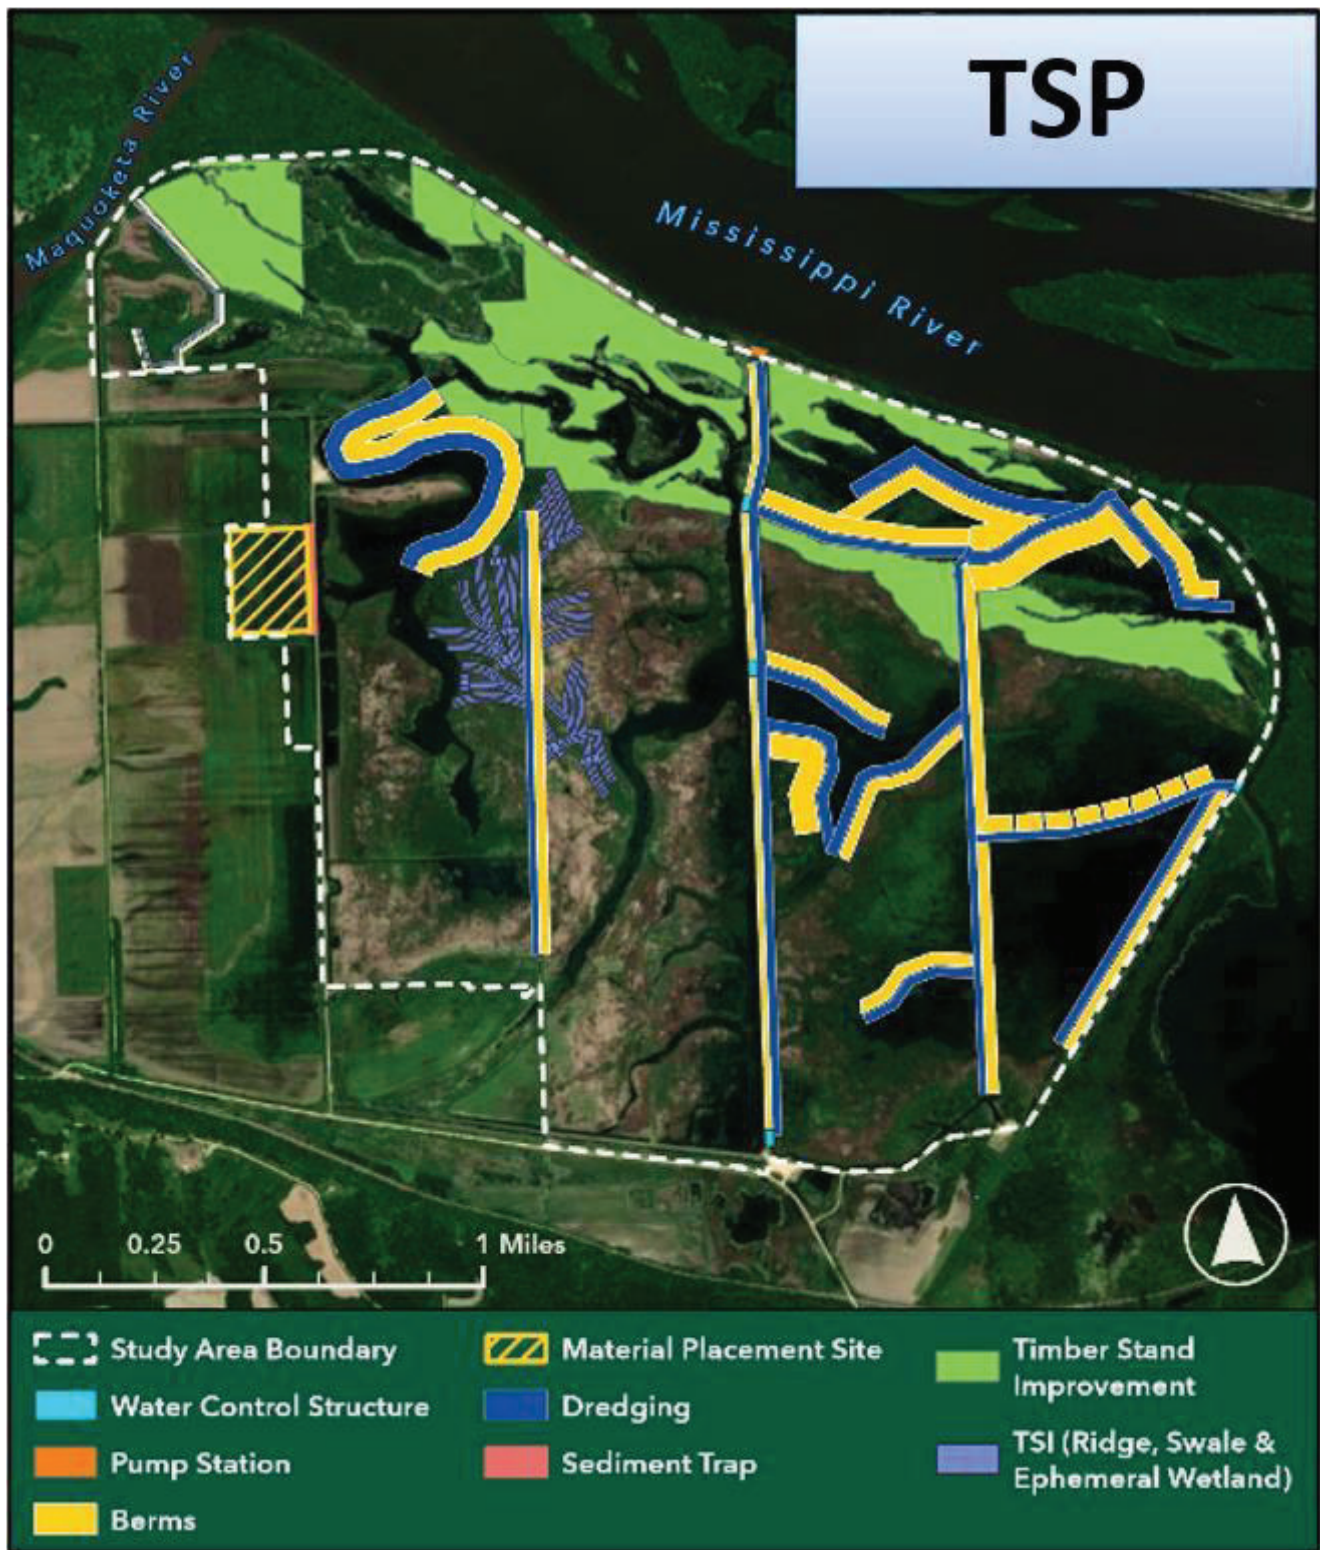 TSP
Maquoketa River
Mississippi River
0 0.25 0.5 1 Miles
Study Area Boundary
Water Control Structure
Pump Station
Berms
Material Placement Site
Dredging
Sediment Trap
Timber Stand
Improvement
TSI (Ridge, Swale &
Ephemeral Wetland)